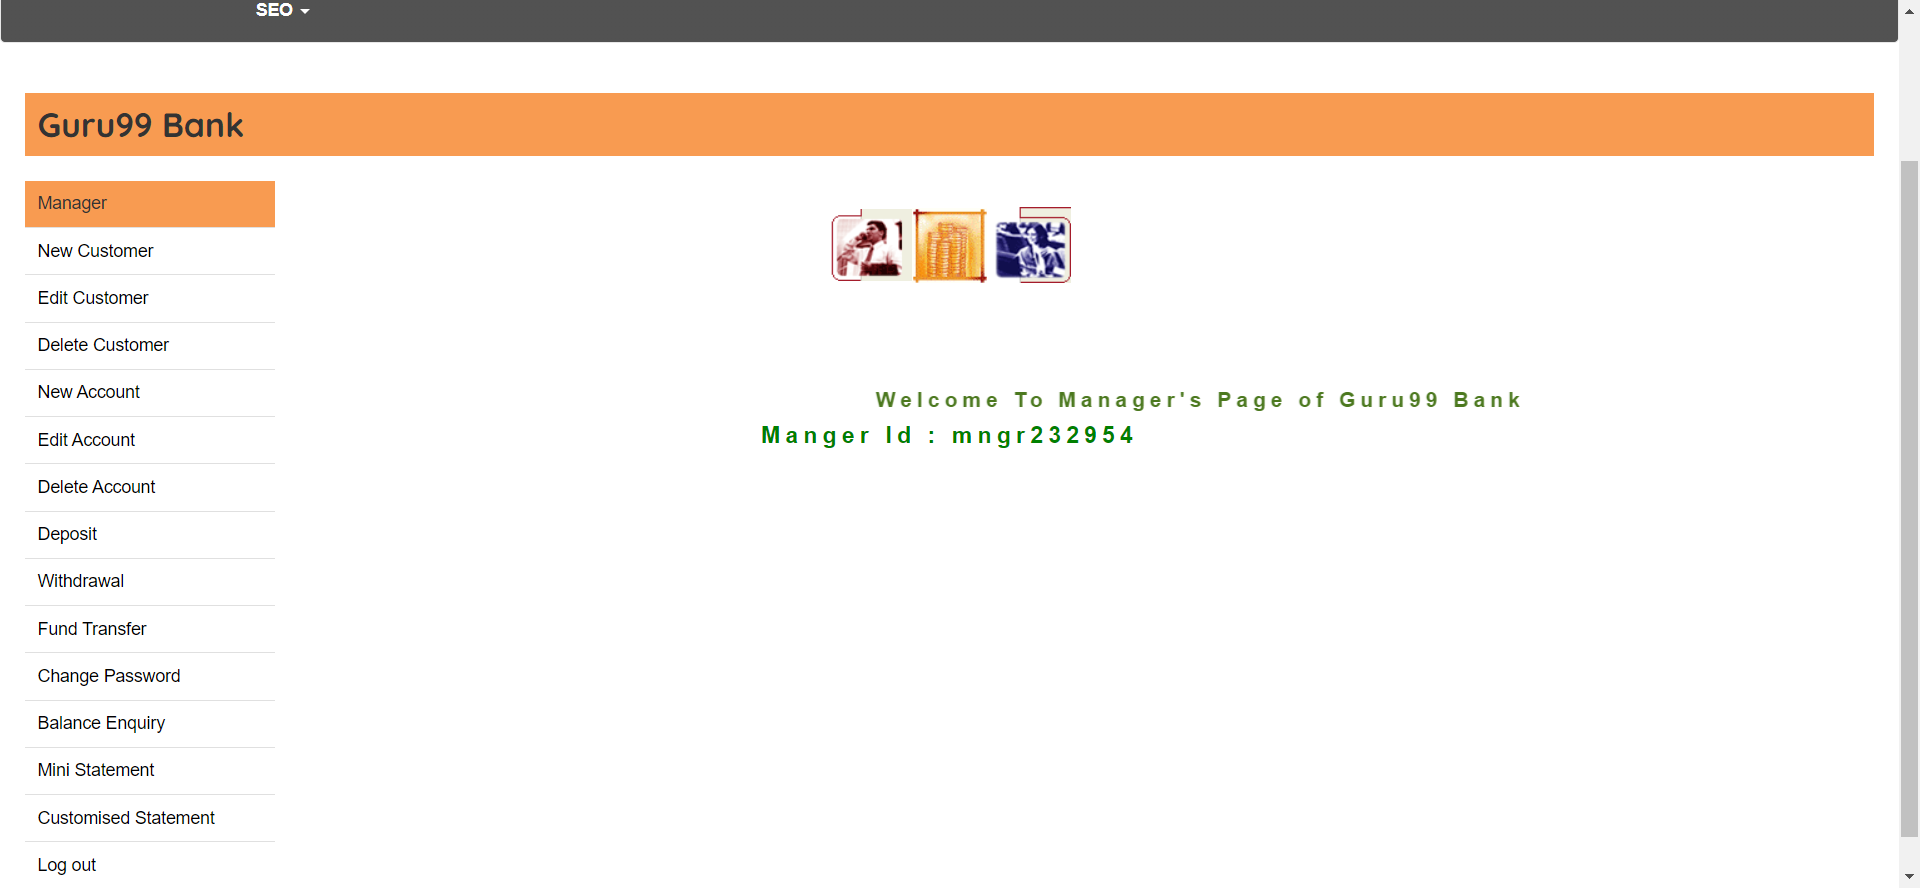 SEO
Guru99 Bank
Manager
New Customer
Edit Customer
Delete Customer
New Account
Edit Account
Delete Account
Deposit
Withdrawal
Fund Transfer
Change Password
Balance Enquiry
Mini Statement
Customised Statement
Log out
Welcome To Manager's Page of Guru99 Bank
Manger Id : mngr232954